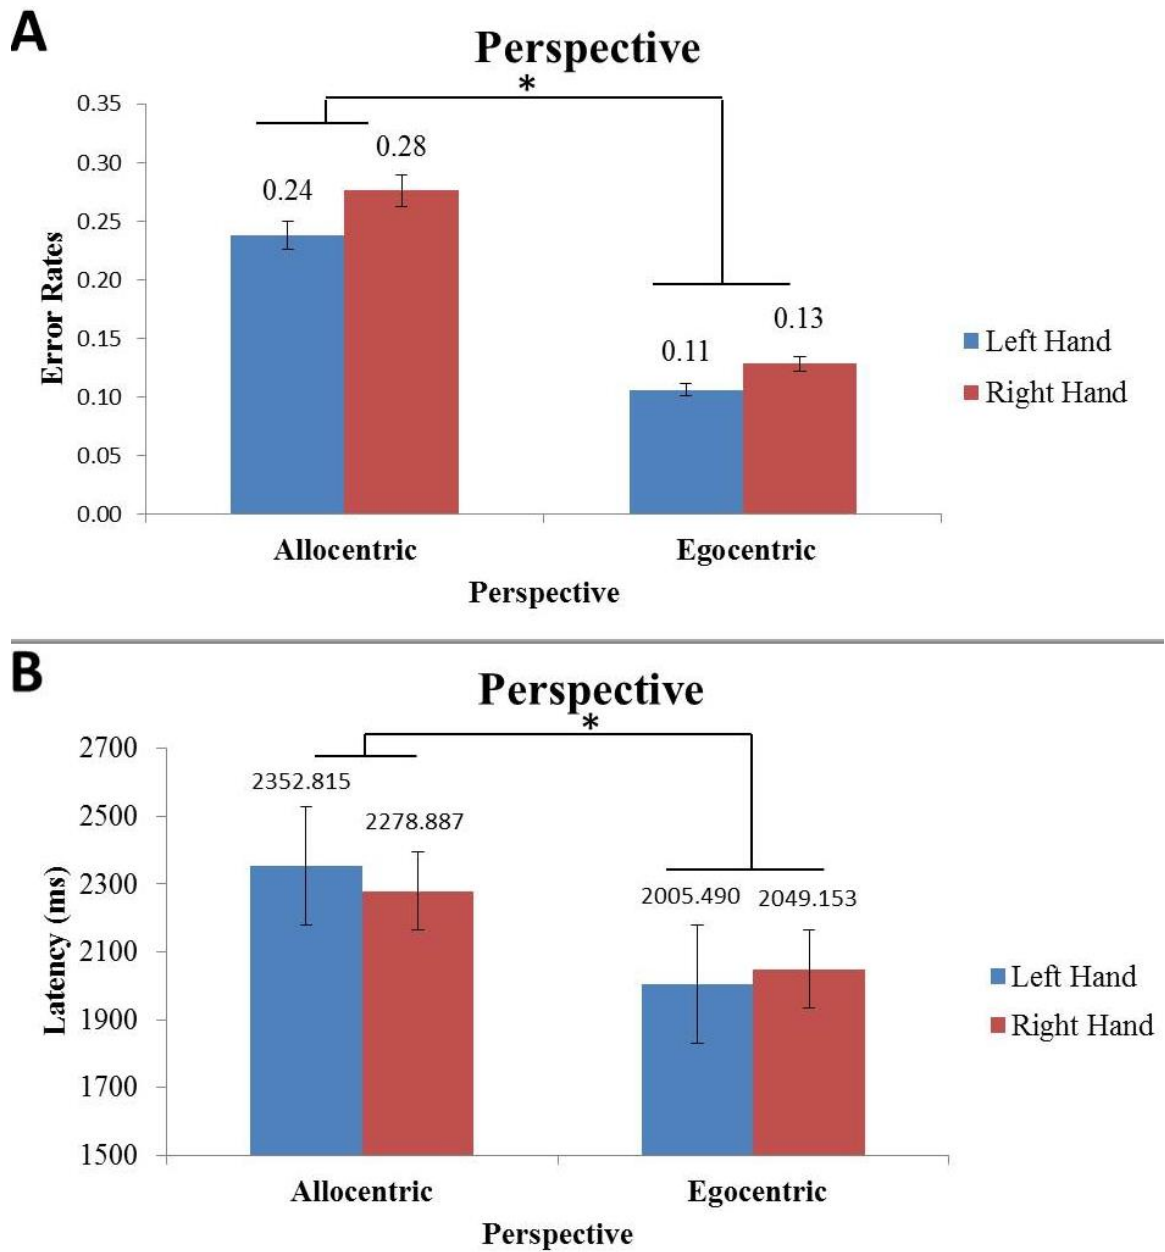 A
Perspective
*
0.35
0.30
0.25
0.20
0.15
0.10
0.05
0.00
Error Rates
0.24
0.28
0.11
0.13
Left Hand
Right Hand
Allocentric Egocentric
Perspective
B
Perspective
*
2700
2500
2300
2100
1900
1700
1500
Latency (ms)
2352.815
2278.887
2005.490 2049.153
Left Hand
Right Hand
Allocentric Egocentric
Perspective